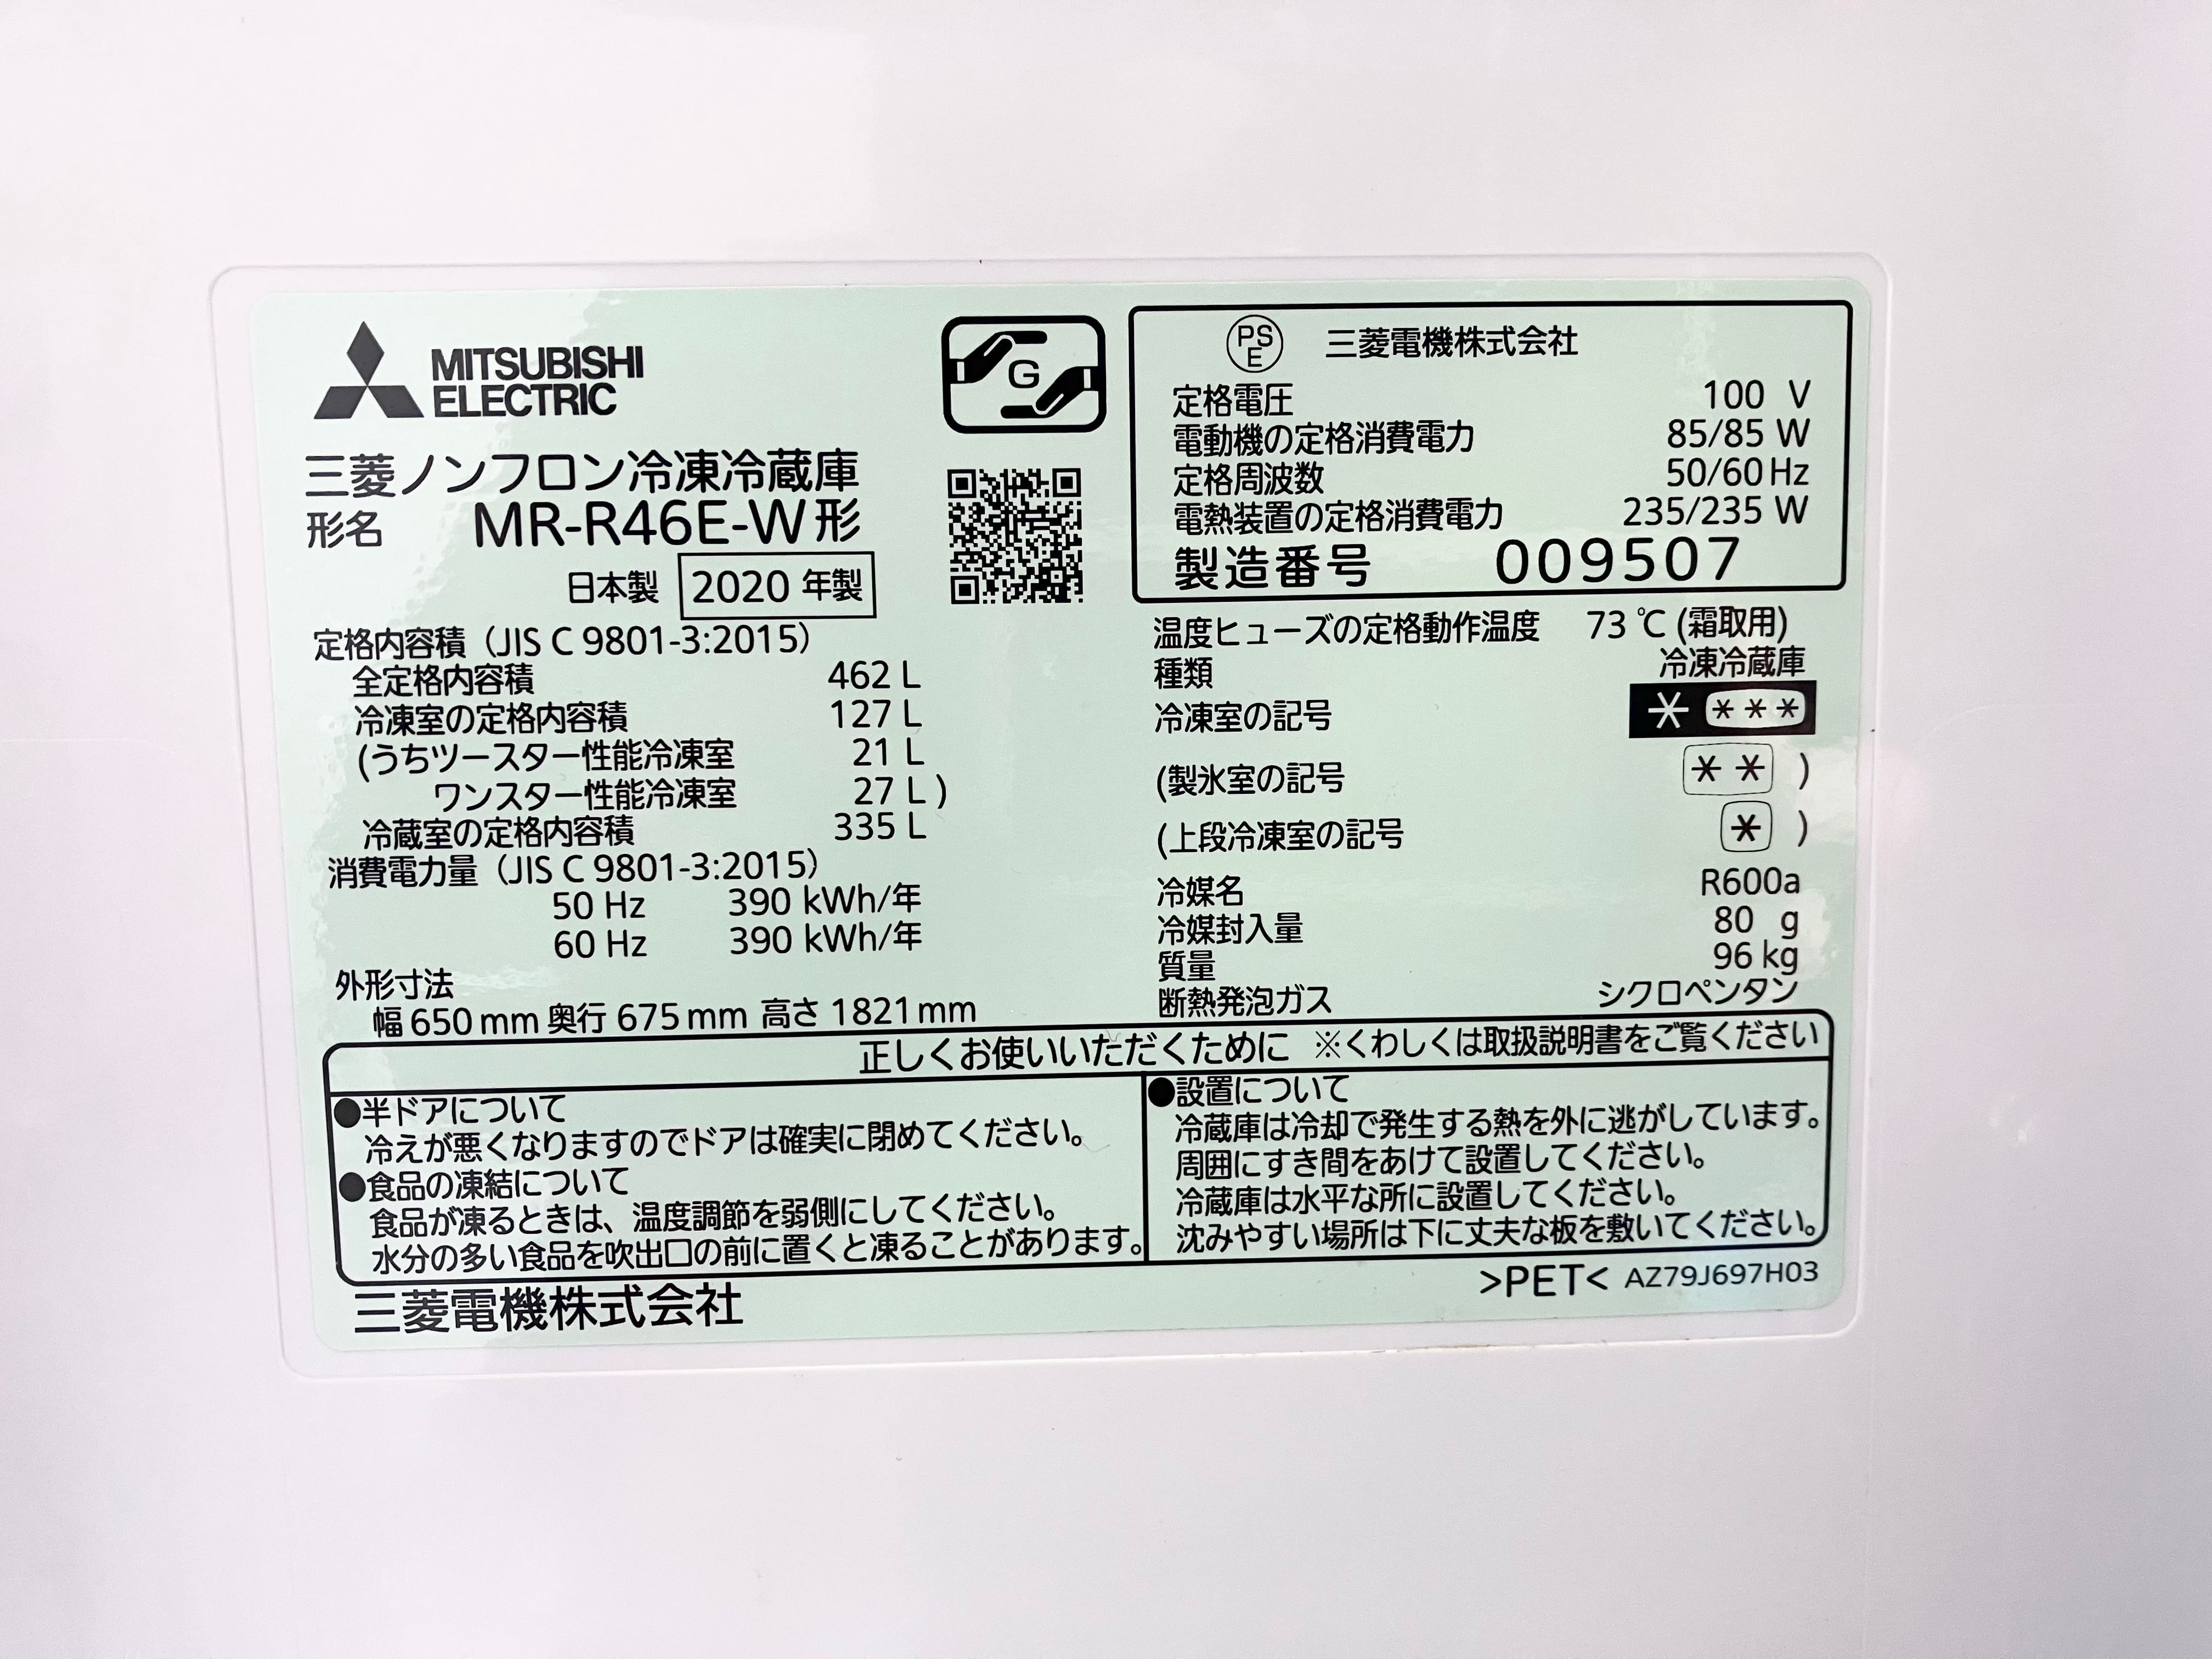 MITSUBISHI
ELECTRIC
G
三菱ノンフロン冷凍冷蔵庫
形名 MR-R46E-W形
日本製 2020 年製
定格内容積（JIS C 9801-3:2015）
全定格内容積 462 L
冷凍室の定格内容積 127 L
(うちツースター性能冷凍室 21 L
ワンスター性能冷凍室 27 L )
冷蔵室の定格内容積 335 L
消費電力量（JIS C 9801-3:2015）
50 Hz 390 kWh/年
60 Hz 390 kWh/年
外形寸法
幅 650 mm 奥行 675 mm 高さ 1821 mm
PS
E
三菱電機株式会社
定格電圧 100 V
電動機の定格消費電力 85/85 W
定格周波数 50/60 Hz
電熱装置の定格消費電力 235/235 W
製造番号 009507
温度ヒューズの定格動作温度 73 ℃ (霜取用)
種類 冷凍冷蔵庫
冷凍室の記号 * ***
(製氷室の記号 ** )
(上段冷凍室の記号 * )
冷媒名 R600a
冷媒封入量 80 g
質量 96 kg
断熱発泡ガス シクロペンタン
正しくお使いいただくために ※くわしくは取扱説明書をご覧ください
●半ドアについて
冷えが悪くなりますのでドアは確実に閉めてください。
●食品の凍結について
食品が凍るときは、温度調節を弱側にしてください。
水分の多い食品を吹出口の前に置くと凍ることがあります。
●設置について
冷蔵庫は冷却で発生する熱を外に逃がしています。
周囲にすき間をあけて設置してください。
冷蔵庫は水平な所に設置してください。
沈みやすい場所は下に丈夫な板を敷いてください。
三菱電機株式会社
>PET< AZ79J697H03